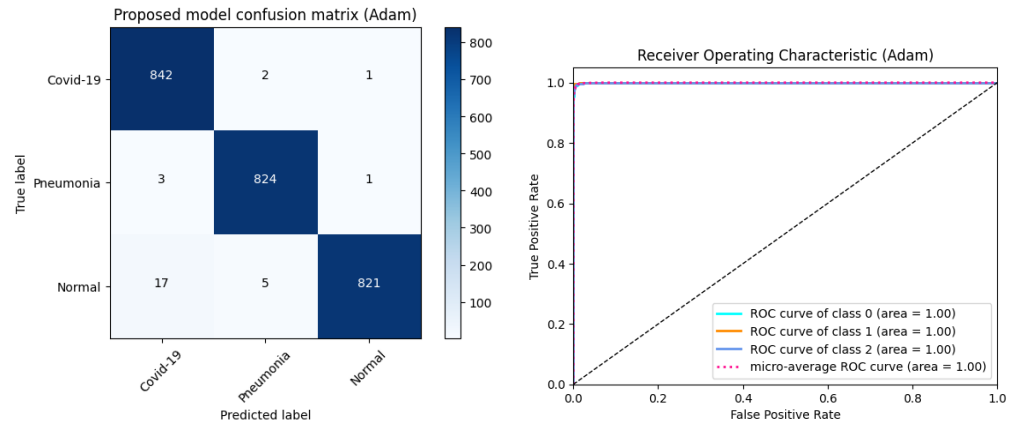 Proposed model confusion matrix (Adam)
True label
Covid-19
Pneumonia
Normal
842 2 1
3 824 1
17 5 821
Covid-19 Pneumonia Normal
Predicted label
800
700
600
500
400
300
200
100
Receiver Operating Characteristic (Adam)
True Positive Rate
1.0
0.8
0.6
0.4
0.2
0.0
ROC curve of class 0 (area = 1.00)
ROC curve of class 1 (area = 1.00)
ROC curve of class 2 (area = 1.00)
micro-average ROC curve (area = 1.00)
0.0 0.2 0.4 0.6 0.8 1.0
False Positive Rate